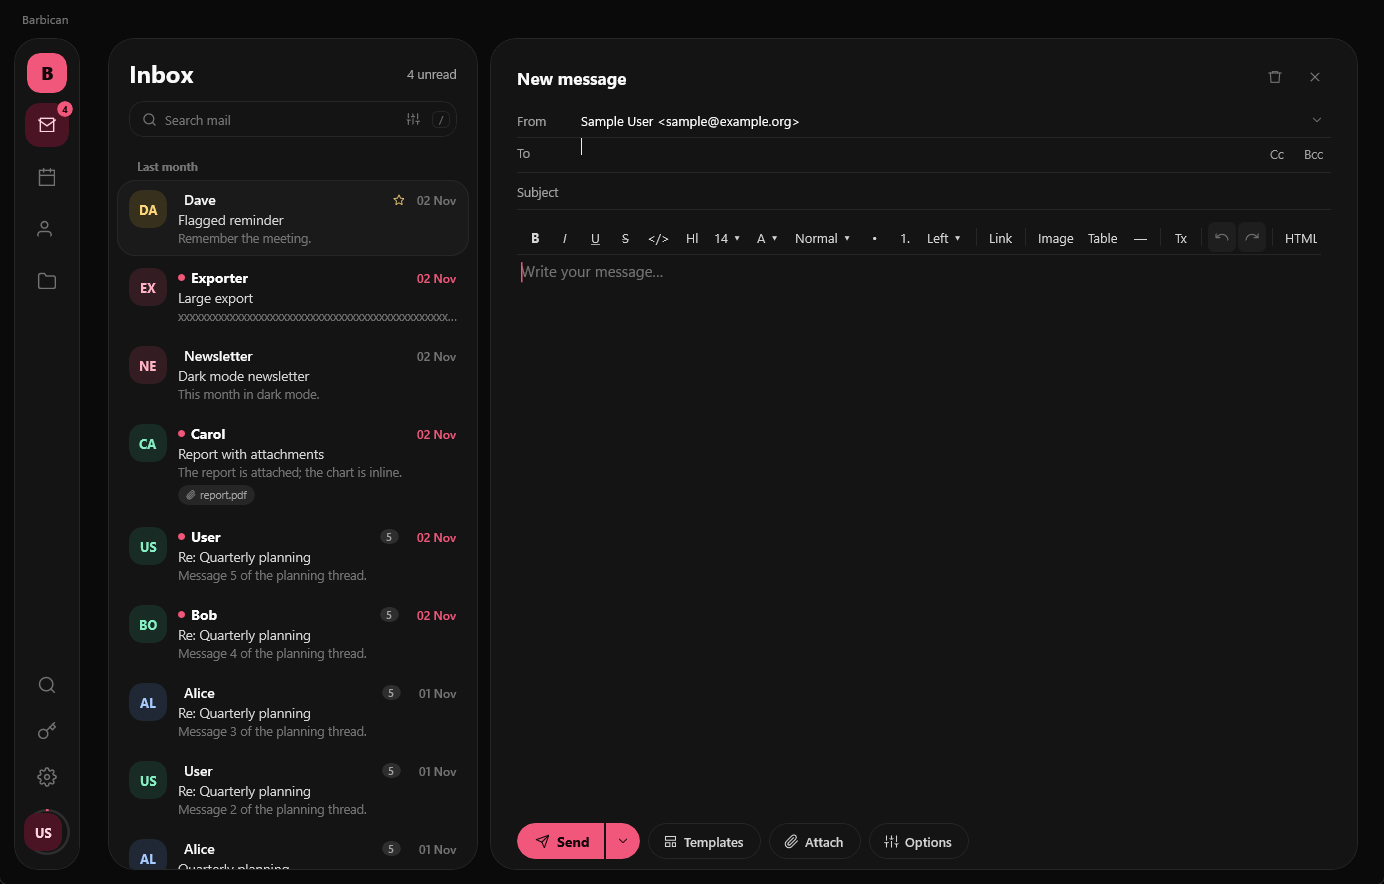 Barbican
B
4
US
Inbox
4 unread
Search mail
/
Last month
DA
Dave
02 Nov
Flagged reminder
Remember the meeting.
EX
Exporter
02 Nov
Large export
NE
Newsletter
02 Nov
Dark mode newsletter
This month in dark mode.
CA
Carol
02 Nov
Report with attachments
The report is attached; the chart is inline.
report.pdf
US
User
5
02 Nov
Re: Quarterly planning
Message 5 of the planning thread.
BO
Bob
5
02 Nov
Re: Quarterly planning
Message 4 of the planning thread.
AL
Alice
5
01 Nov
Re: Quarterly planning
Message 3 of the planning thread.
US
User
5
01 Nov
Re: Quarterly planning
Message 2 of the planning thread.
AL
Alice
5
01 Nov
Quarterly planning
New message
From Sample User <sample@example.org>
To Cc Bcc
Subject
B I U S </> Hl 14 A Normal • 1. Left Link Image Table — Tx HTML
Write your message...
Send Templates Attach Options